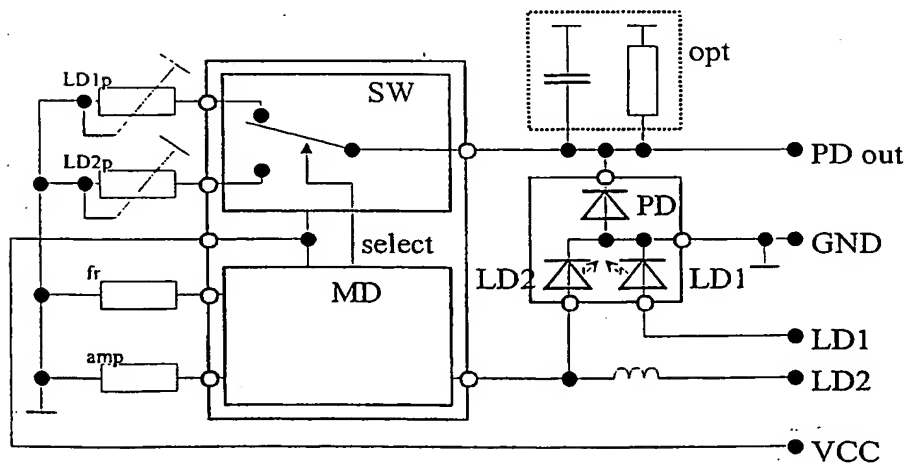 opt
LD1p
SW
LD2p
PD out
PD
select
GND
fr
MD
LD2
LD1
LD1
amp
LD2
VCC